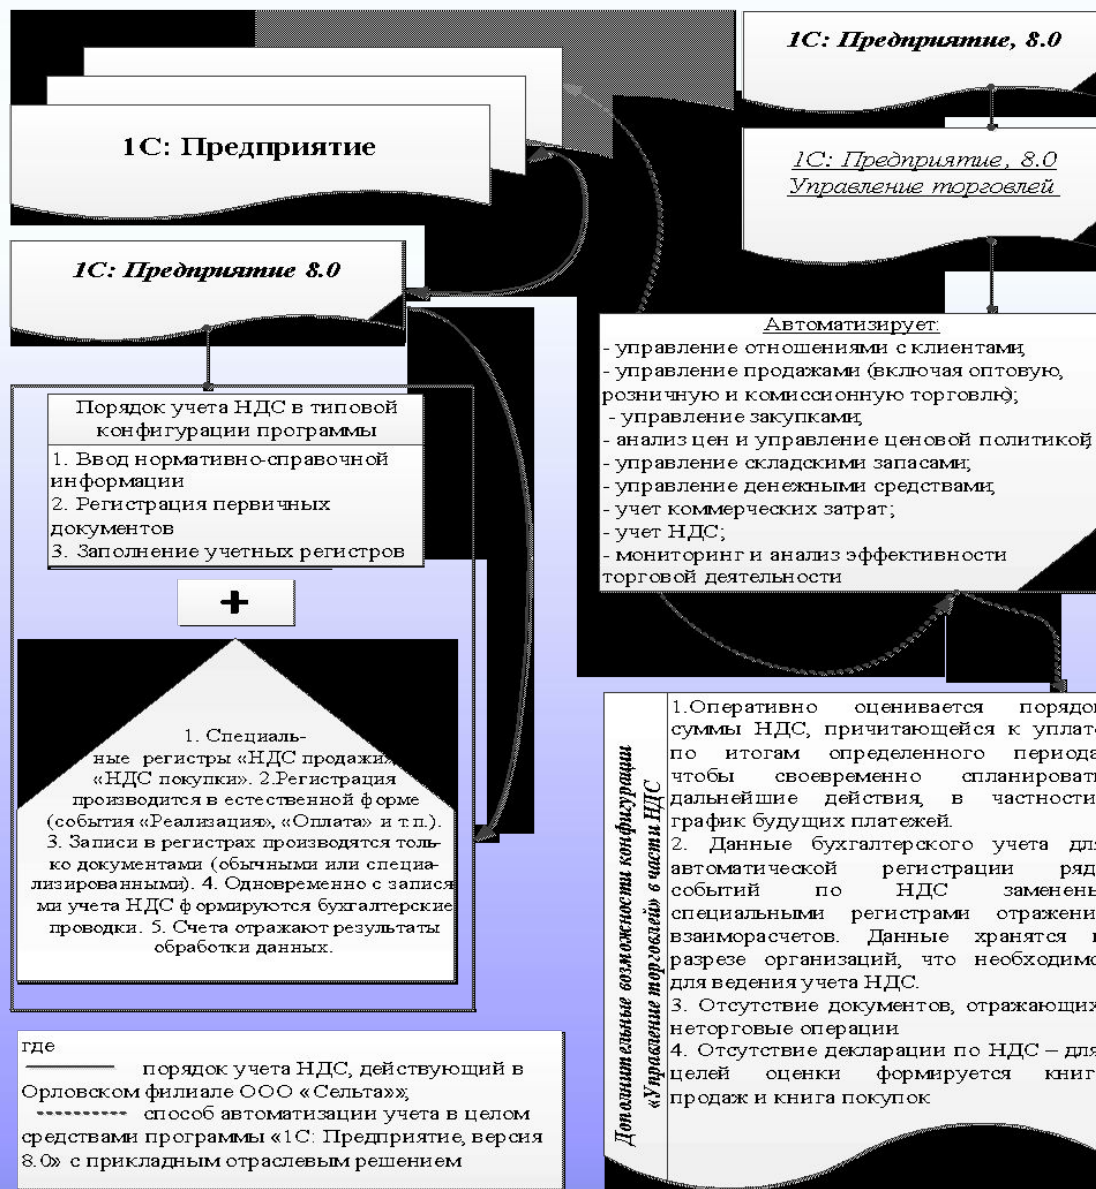 1С: Предприятие
1С: Предприятие 8.0
Порядок учета НДС в типовой
конфигурации программы
1. Ввод нормативно-справочной
информации
2. Регистрация первичных
документов
3. Заполнение учетных регистров
+
1. Специаль-
ные регистры «НДС продажи»,
«НДС покупки». 2.Регистрация
производится в естественной форме
(события «Реализация», «Оплата» и т.п.).
3. Записи в регистрах производятся толь-
ко документами (обычными или специа-
лизированными). 4. Одновременно с запися
ми учета НДС формируются бухгалтерские
проводки. 5. Счета отражают результаты
обработки данных.
где
порядок учета НДС, действующий в
Орловском филиале ООО «Сельта»»;
способ автоматизации учета в целом
средствами программы «1С: Предприятие, версия
8.0» с прикладным отраслевым решением
1С: Предприятие, 8.0
1С: Предприятие, 8.0
Управление торговлей
Автоматизирует:
- управление отношениями с клиентами;
- управление продажами (включая оптовую,
розничную и комиссионную торговлю);
- управление закупками;
- анализ цен и управление ценовой политикой;
- управление складскими запасами;
- управление денежными средствами;
- учет коммерческих затрат;
- учет НДС;
- мониторинг и анализ эффективности
торговой деятельности
Дополнительные возможности конфигурации
«Управление торговлей» в части НДС
1.Оперативно оценивается порядок
суммы НДС, причитающейся к уплате
по итогам определенного периода,
чтобы своевременно спланировать
дальнейшие действия, в частности,
график будущих платежей.
2. Данные бухгалтерского учета для
автоматической регистрации ряд
событий по НДС заменены
специальными регистрами отражени
взаиморасчетов. Данные хранятся в
разрезе организаций, что необходимо
для ведения учета НДС.
3. Отсутствие документов, отражающих
неторговые операции
4. Отсутствие декларации по НДС – для
целей оценки формируется книг
продаж и книга покупок